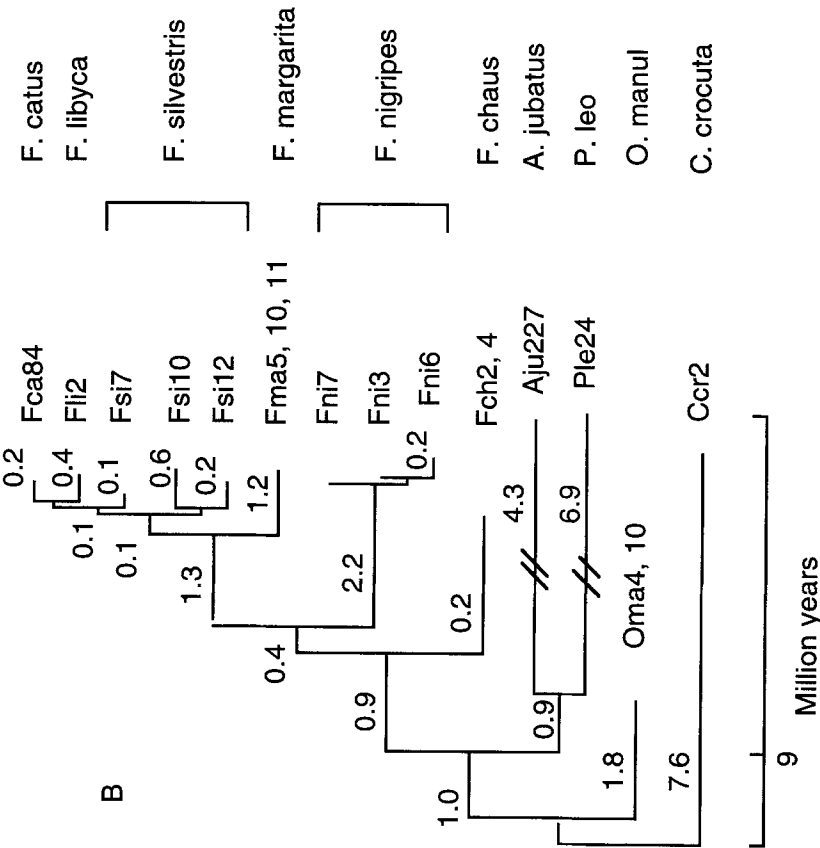 B
0.2
Fca84
F. catus
0.4
Fli2
F. libyca
0.1
0.1
Fsi7
0.1
0.6
Fsi10
F. silvestris
0.2
Fsi12
1.3
1.2
Fma5, 10, 11
F. margarita
Fni7
2.2
Fni3
F. nigripes
0.2
Fni6
0.4
0.2
Fch2, 4
F. chaus
0.9
4.3
Aju227
A. jubatus
0.9
6.9
Ple24
P. leo
1.0
1.8
Oma4, 10
O. manul
7.6
Ccr2
C. crocuta
9
Million years